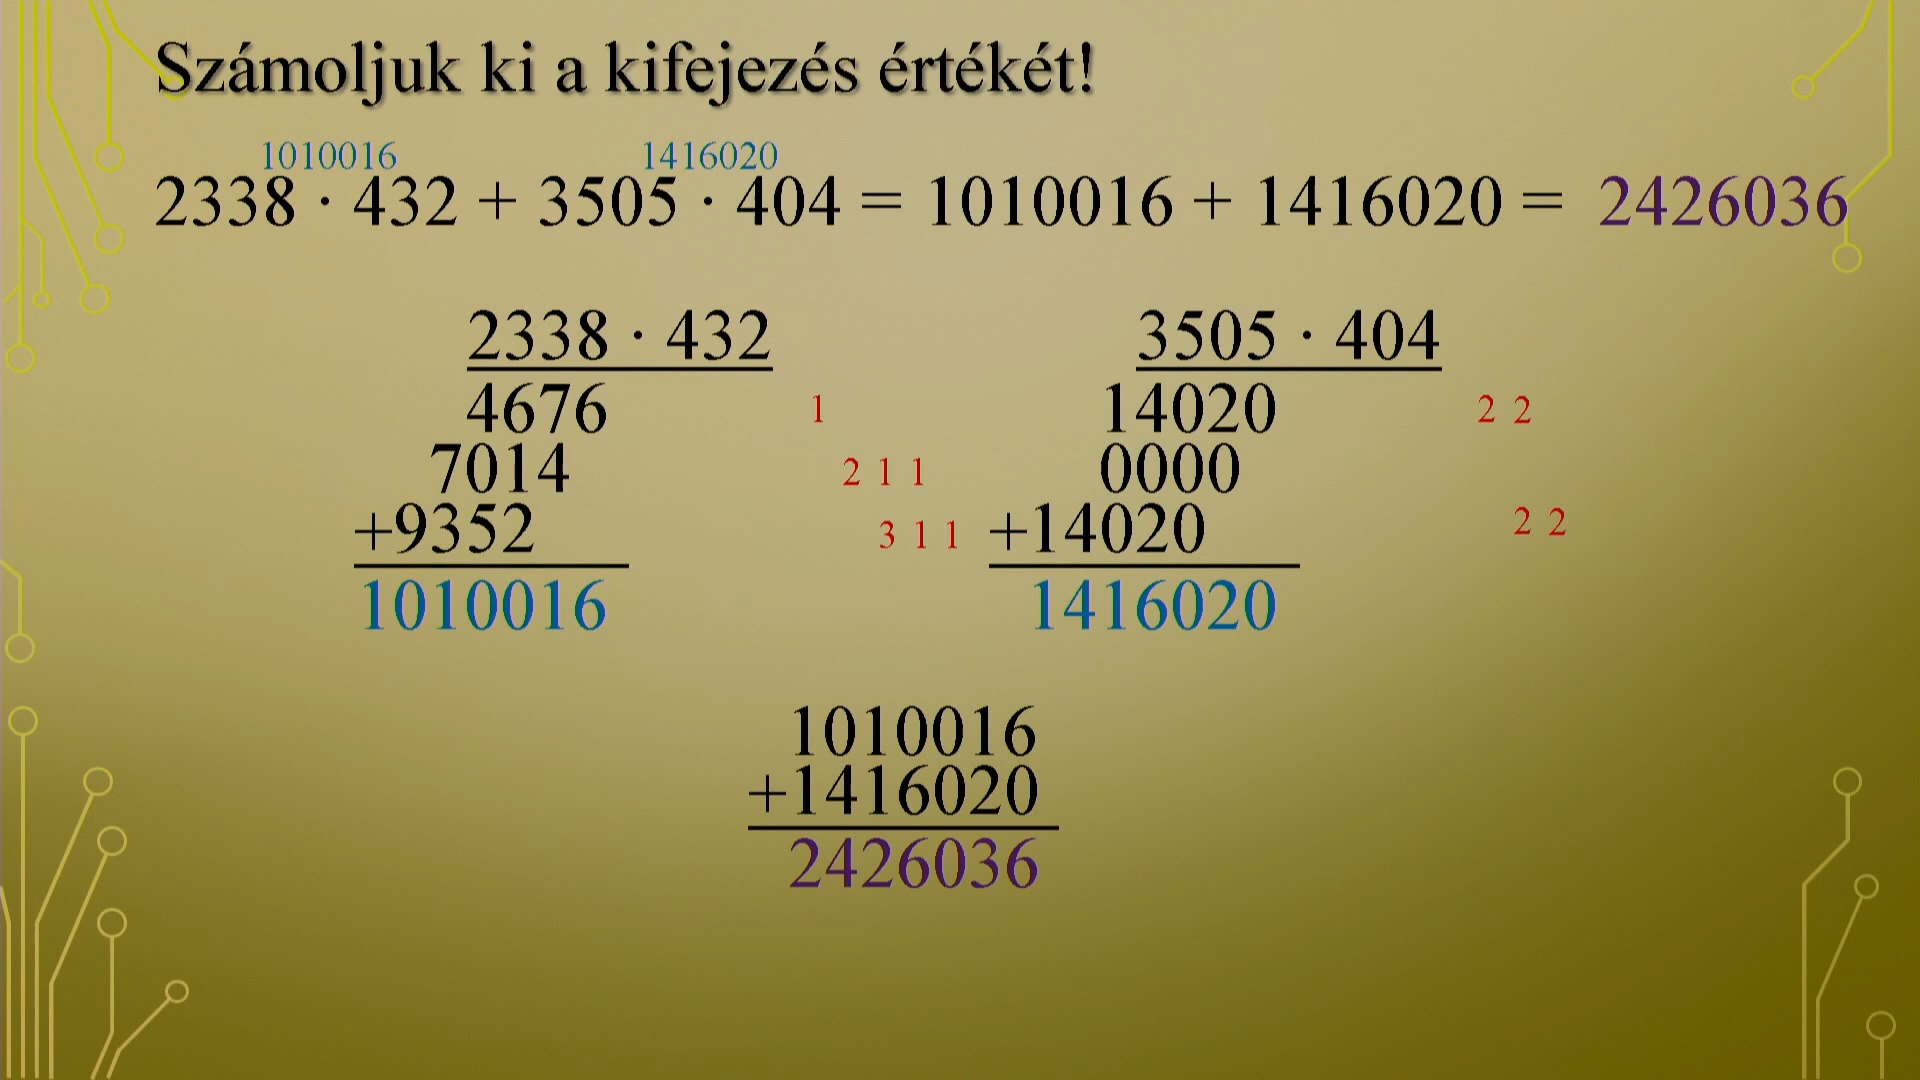 Számoljuk ki a kifejezés értékét!
1010016 1416020
2338 · 432 + 3505 · 404 = 1010016 + 1416020 = 2426036
2338 · 432
4676 1
7014 2 1 1
+9352 3 1 1
1010016
3505 · 404
14020 2 2
0000
+14020 2 2
1416020
1010016
+1416020
2426036